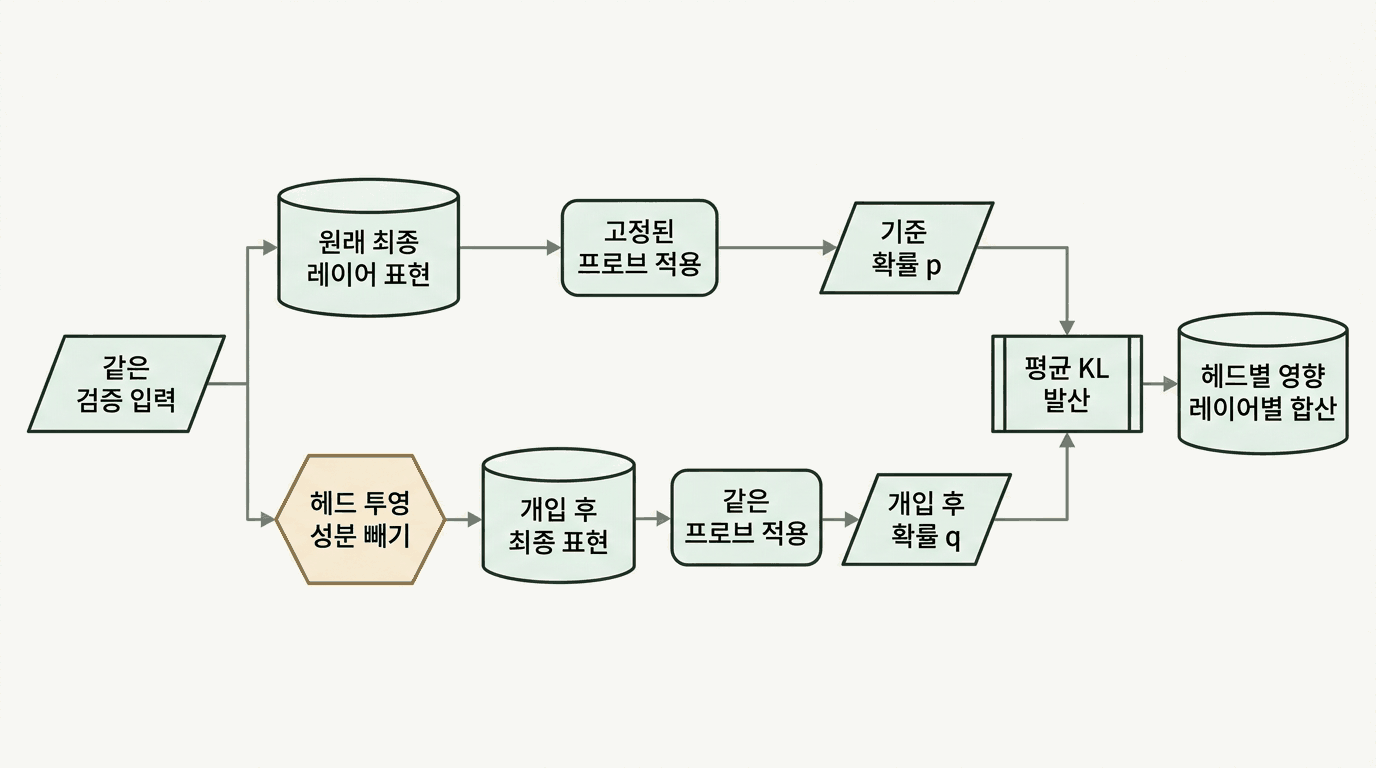 같은
검증 입력
원래 최종
레이어 표현
고정된
프로브 적용
기준
확률 p
헤드 투영
성분 빼기
개입 후
최종 표현
같은
프로브 적용
개입 후
확률 q
평균 KL
발산
헤드별 영향
레이어별 합산